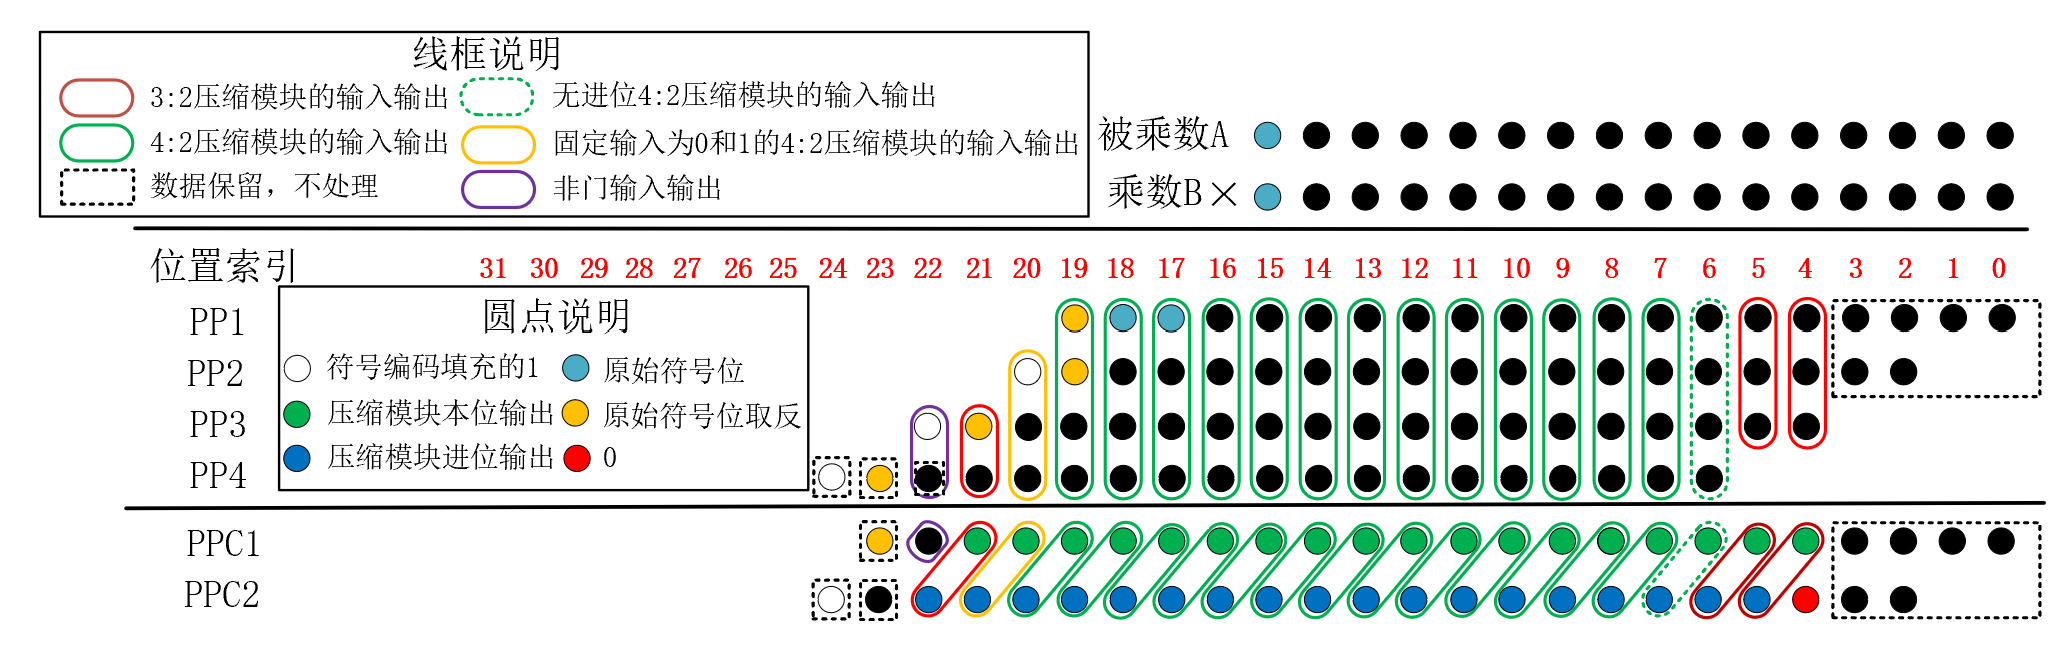 线框说明
3:2压缩模块的输入输出
无进位4:2压缩模块的输入输出
4:2压缩模块的输入输出
固定输入为0和1的4:2压缩模块的输入输出
数据保留，不处理
非门输入输出
被乘数A
乘数B×
位置索引
31 30 29 28 27 26 25 24 23 22 21 20 19 18 17 16 15 14 13 12 11 10 9 8 7 6 5 4 3 2 1 0
圆点说明
符号编码填充的1
原始符号位
压缩模块本位输出
原始符号位取反
压缩模块进位输出
0
PP1
PP2
PP3
PP4
PPC1
PPC2